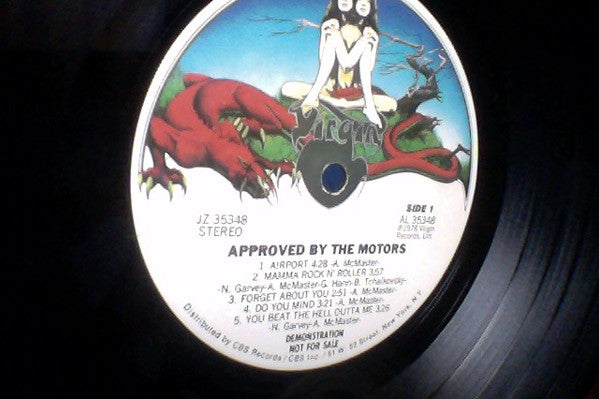 Virgin
JZ 35348
STEREO
SIDE 1
AL 35348
℗1978 Virgin
Records, Ltd.
APPROVED BY THE MOTORS
1. AIRPORT 4:28 -A. McMaster-
2. MAMMA ROCK N' ROLLER 3:57
-N. Garvey-A. McMaster-G. Hann-B. Tchaikovsky-
3. FORGET ABOUT YOU 2:51 -A. McMaster-
4. DO YOU MIND 3:21 -A. McMaster-
5. YOU BEAT THE HELL OUTTA ME 3:26
-N. Garvey-A. McMaster-
DEMONSTRATION
NOT FOR SALE
Distributed by CBS Records / CBS Inc. / 51 W. 52 Street, New York, N.Y.